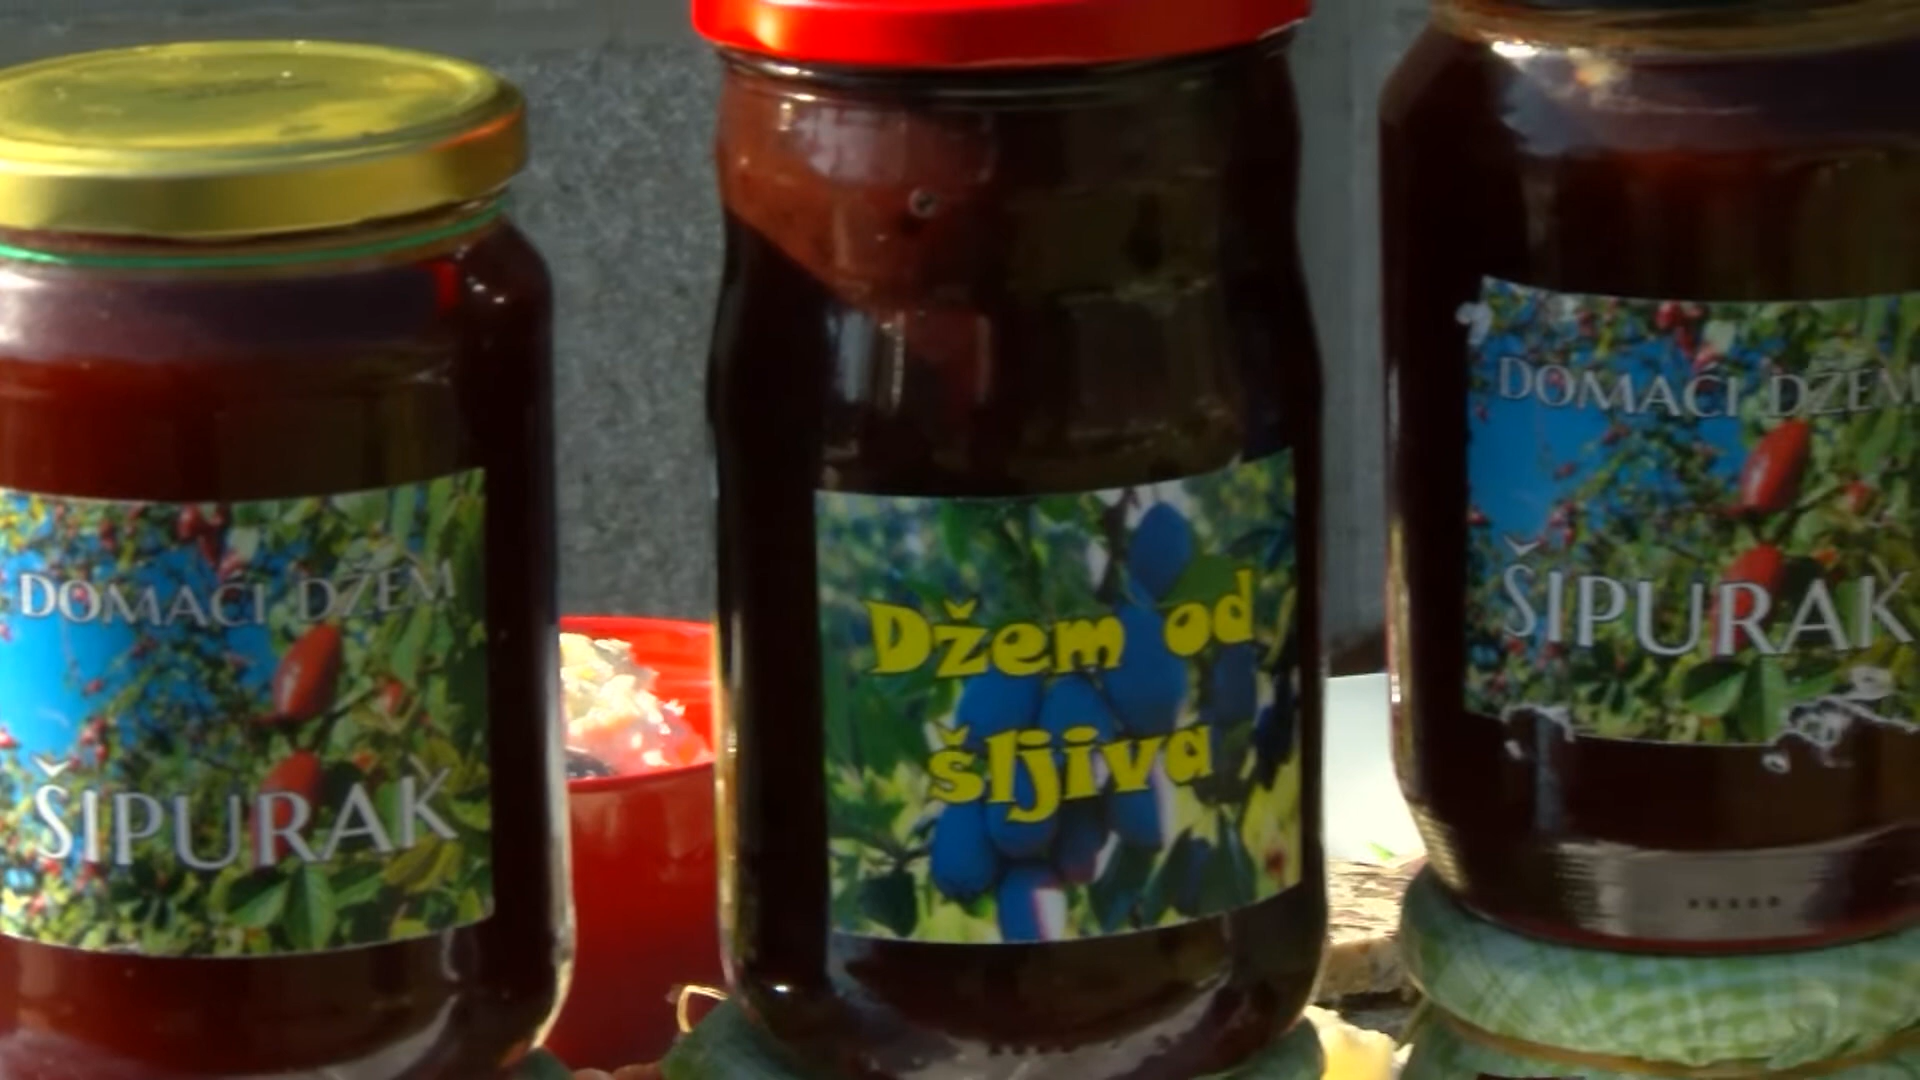 DOMAĆI DŽEM
ŠIPURAK
Džem od
šljiva
DOMAĆI DŽEM
ŠIPURAK